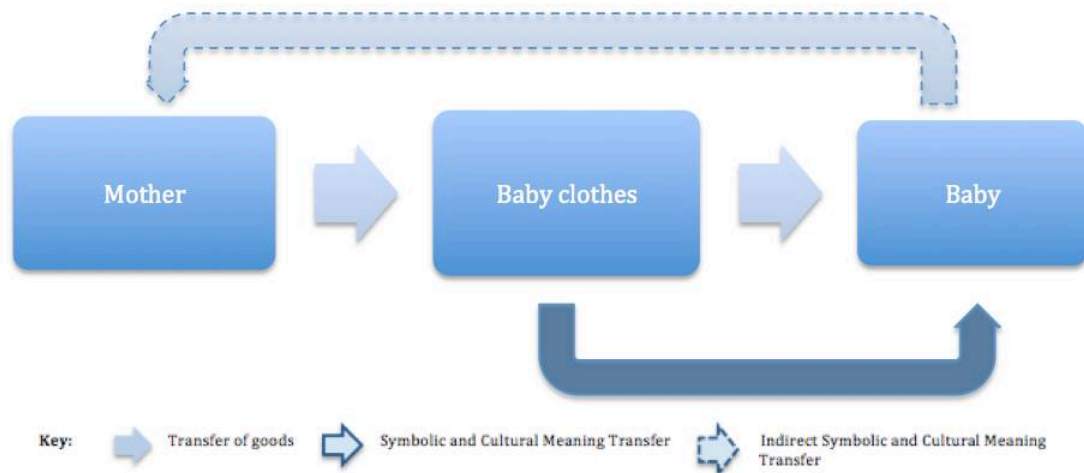 Mother
Baby clothes
Baby
Key:
Transfer of goods
Symbolic and Cultural Meaning Transfer
Indirect Symbolic and Cultural Meaning
Transfer